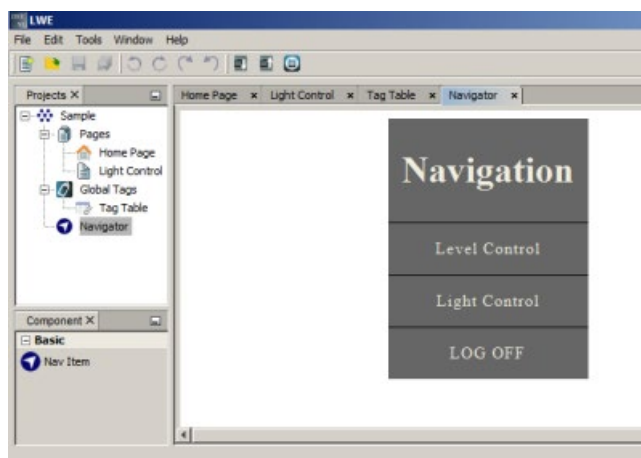 LWE
File Edit Tools Window Help
Projects
Home Page Light Control Tag Table Navigator
Sample
Pages
Home Page
Light Control
Global Tags
Tag Table
Navigator
Component
Basic
Nav Item
Navigation
Level Control
Light Control
LOG OFF